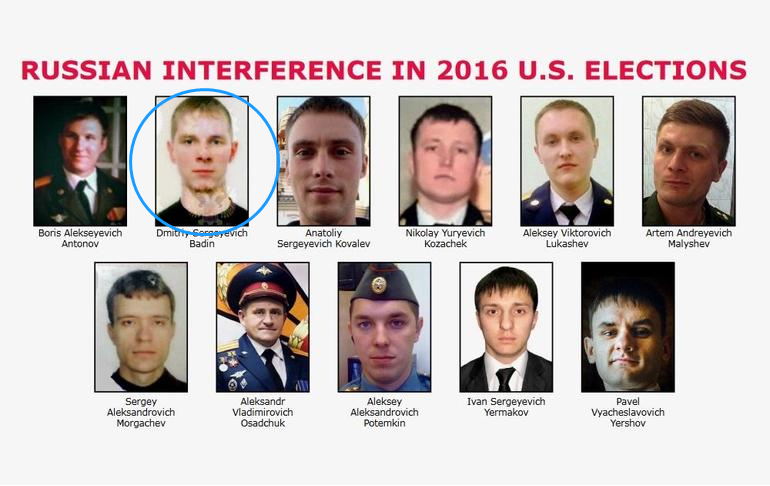 RUSSIAN INTERFERENCE IN 2016 U.S. ELECTIONS
Boris Alekseyevich
Antonov
Dmitriy Sergeyevich
Badin
Anatoliy
Sergeyevich Kovalev
Nikolay Yuryevich
Kozachek
Aleksey Viktorovich
Lukashev
Artem Andreyevich
Malyshev
Sergey
Aleksandrovich
Morgachev
Aleksandr
Vladimirovich
Osadchuk
Aleksey
Aleksandrovich
Potemkin
Ivan Sergeyevich
Yermakov
Pavel
Vyacheslavovich
Yershov